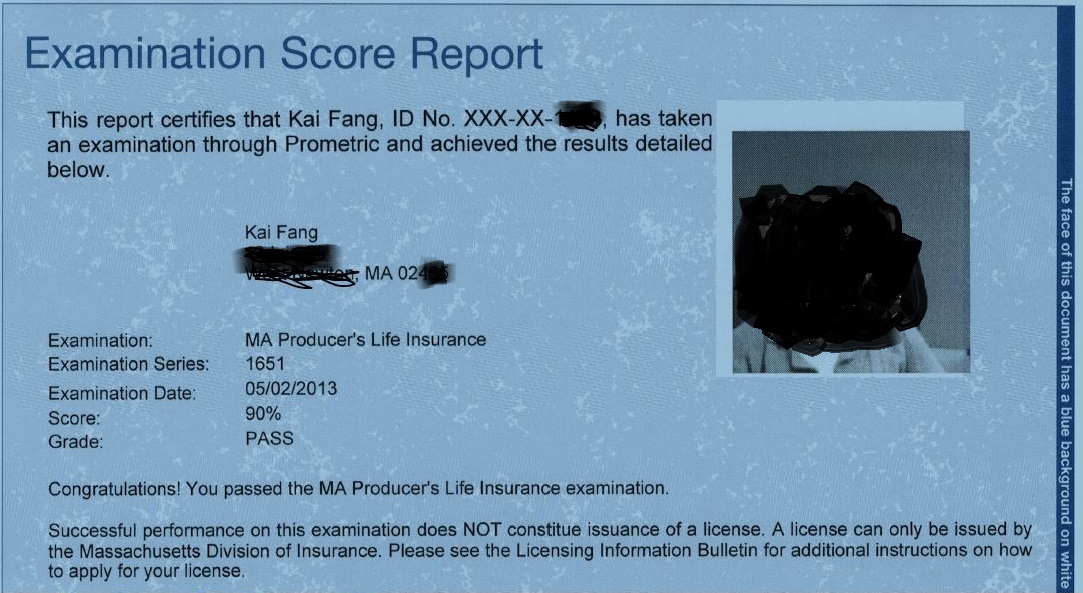 Examination Score Report
This report certifies that Kai Fang, ID No. XXX-XX- , has taken
an examination through Prometric and achieved the results detailed
below.
Kai Fang
, MA 02
Examination: MA Producer's Life Insurance
Examination Series: 1651
Examination Date: 05/02/2013
Score: 90%
Grade: PASS
Congratulations! You passed the MA Producer's Life Insurance examination.
Successful performance on this examination does NOT constitue issuance of a license. A license can only be issued by
the Massachusetts Division of Insurance. Please see the Licensing Information Bulletin for additional instructions on how
to apply for your license.
The face of this document has a blue background on white